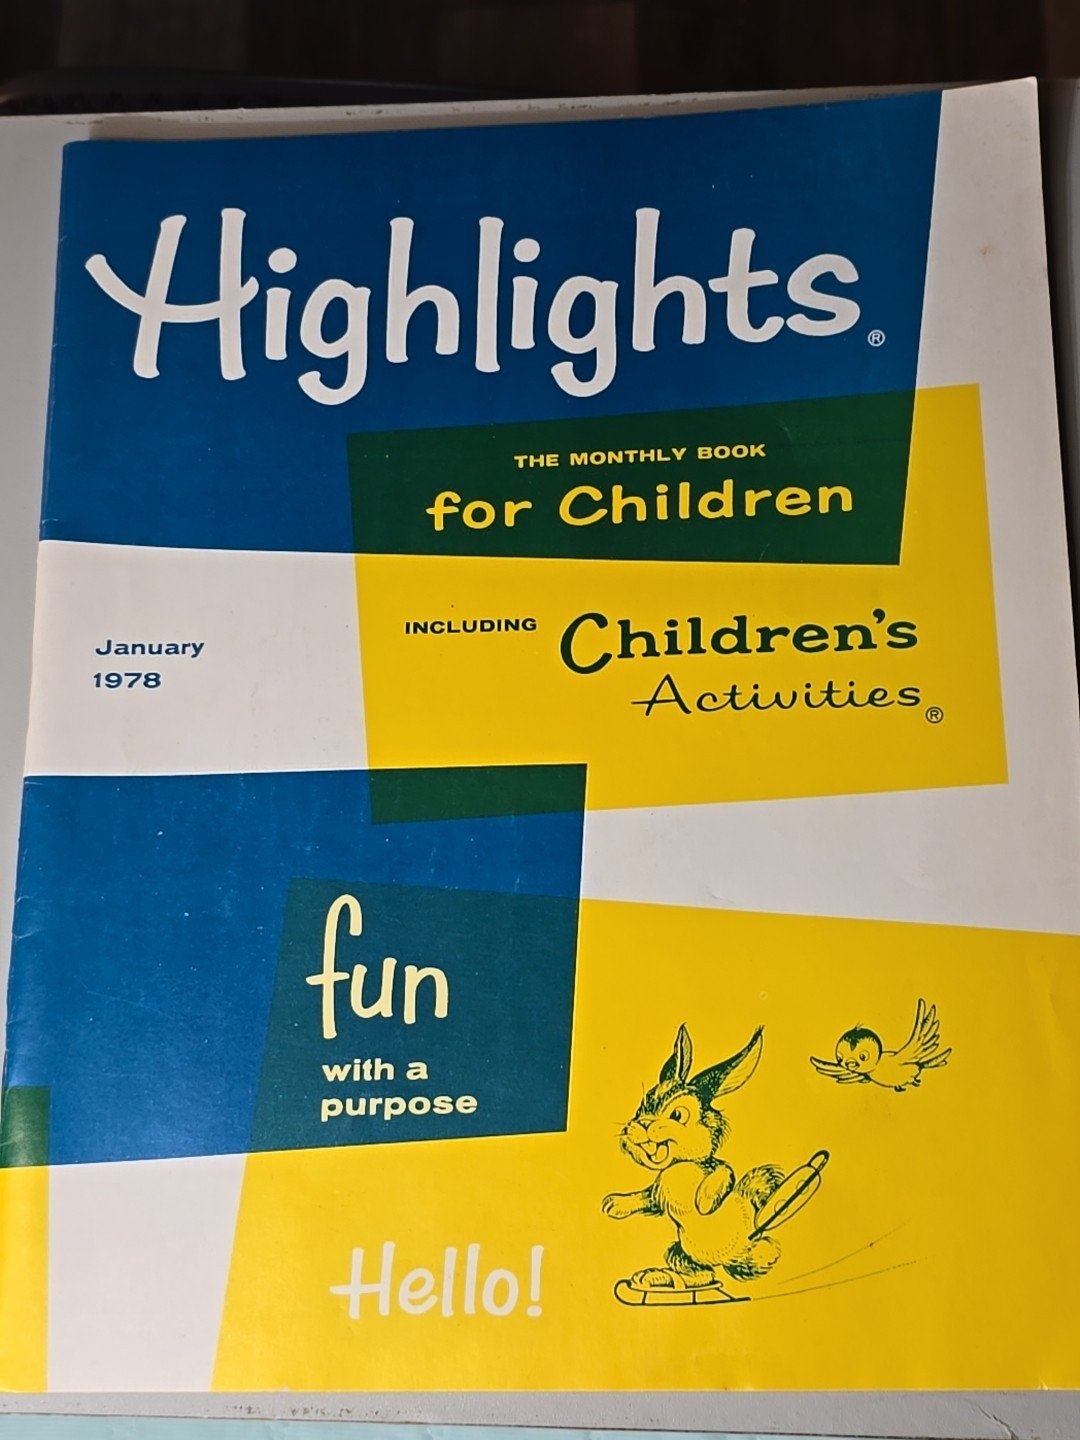 Highlights®
THE MONTHLY BOOK
for Children
INCLUDING Children's
Activities®
January
1978
fun
with a
purpose
Hello!